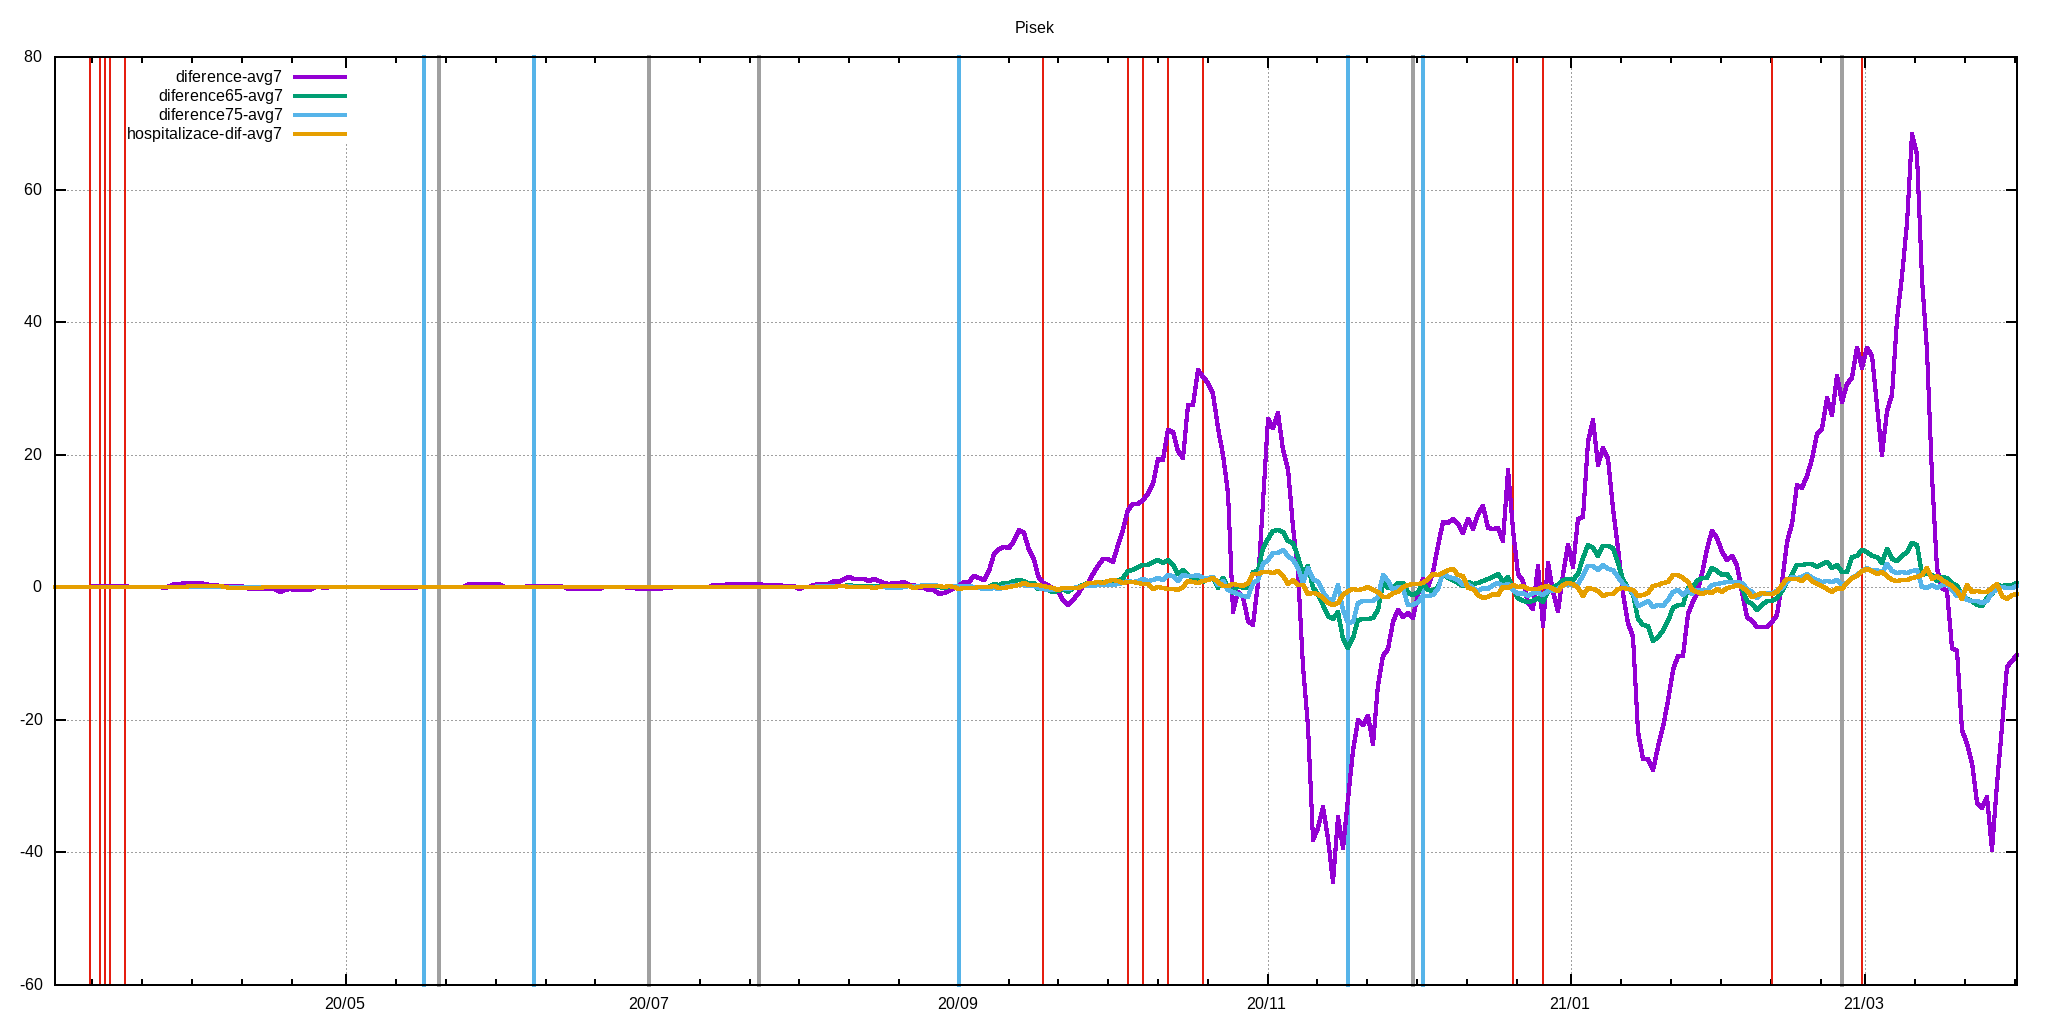 Pisek
diference-avg7
diference65-avg7
diference75-avg7
hospitalizace-dif-avg7
80
60
40
20
0
-20
-40
-60
20/05 20/07 20/09 20/11 21/01 21/03